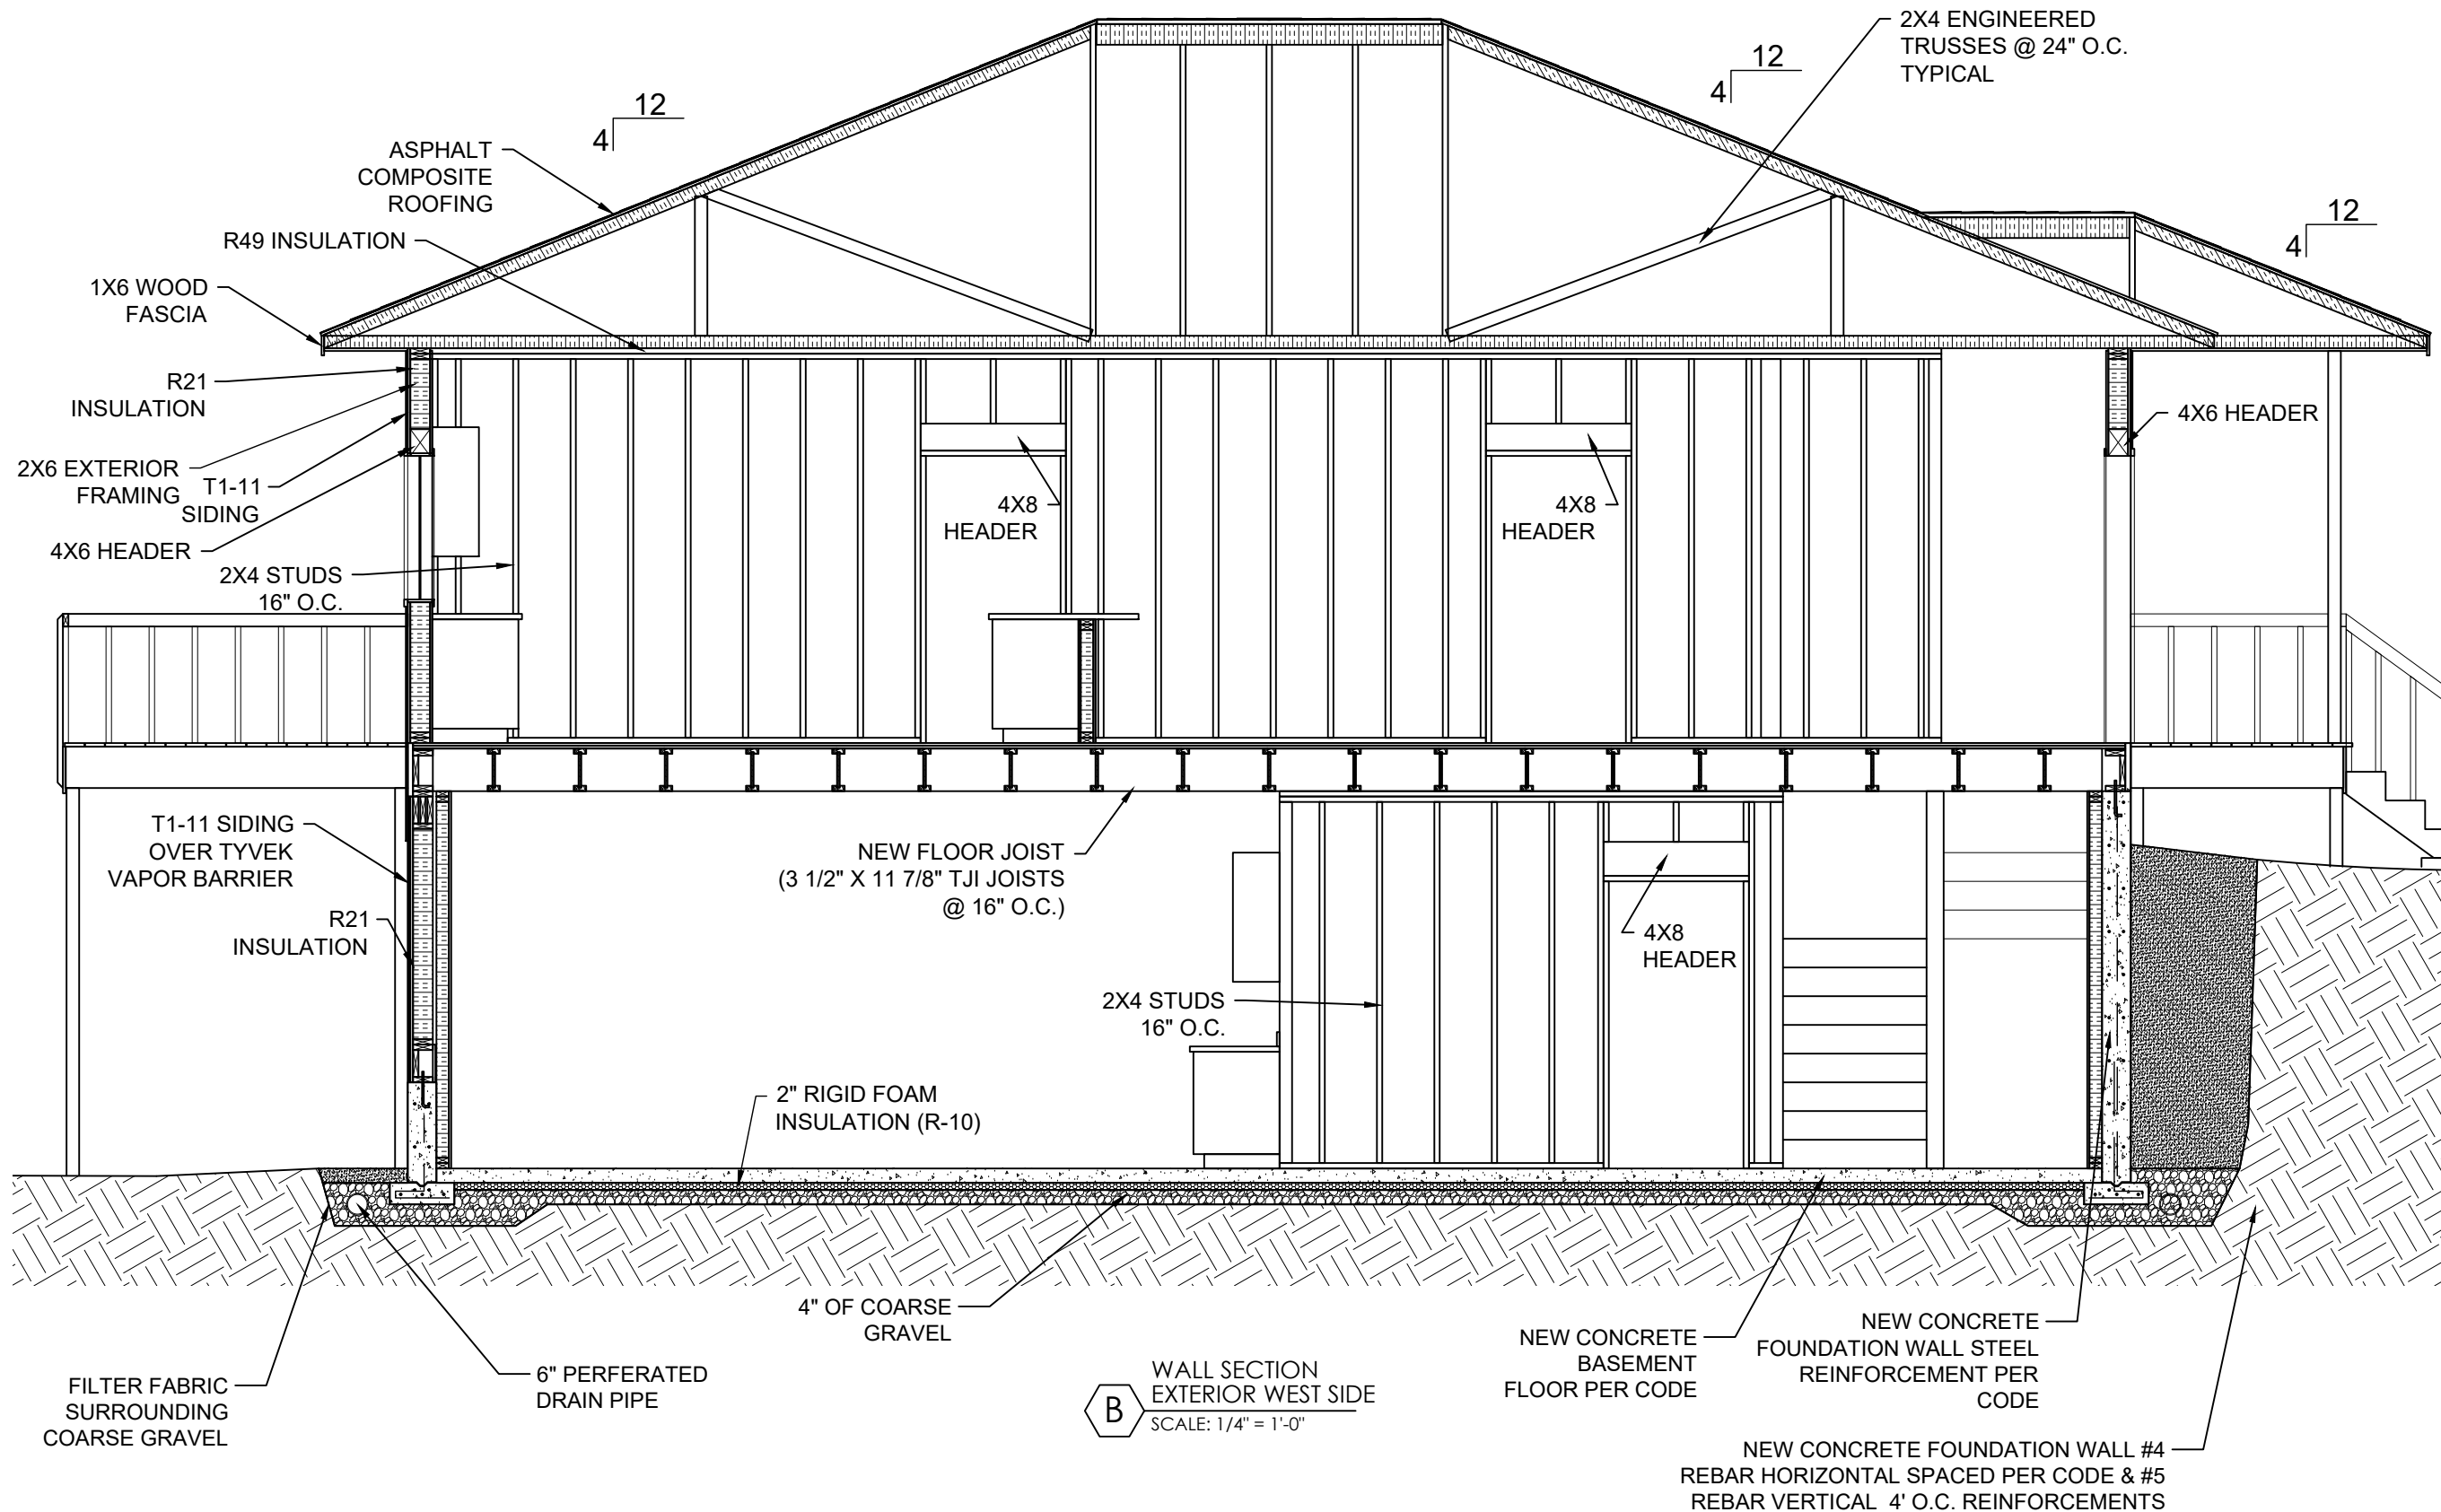 2X4 ENGINEERED
TRUSSES @ 24" O.C.
TYPICAL
12
4
12
4
12
4
ASPHALT
COMPOSITE
ROOFING
R49 INSULATION
1X6 WOOD
FASCIA
R21
INSULATION
2X6 EXTERIOR
FRAMING
T1-11
SIDING
4X6 HEADER
2X4 STUDS
16" O.C.
4X8
HEADER
4X8
HEADER
4X6 HEADER
T1-11 SIDING
OVER TYVEK
VAPOR BARRIER
R21
INSULATION
NEW FLOOR JOIST
(3 1/2" X 11 7/8" TJI JOISTS
@ 16" O.C.)
4X8
HEADER
2X4 STUDS
16" O.C.
2" RIGID FOAM
INSULATION (R-10)
4" OF COARSE
GRAVEL
FILTER FABRIC
SURROUNDING
COARSE GRAVEL
6" PERFERATED
DRAIN PIPE
B
WALL SECTION
EXTERIOR WEST SIDE
SCALE: 1/4" = 1'-0"
NEW CONCRETE
BASEMENT
FLOOR PER CODE
NEW CONCRETE
FOUNDATION WALL STEEL
REINFORCEMENT PER
CODE
NEW CONCRETE FOUNDATION WALL #4
REBAR HORIZONTAL SPACED PER CODE & #5
REBAR VERTICAL 4' O.C. REINFORCEMENTS